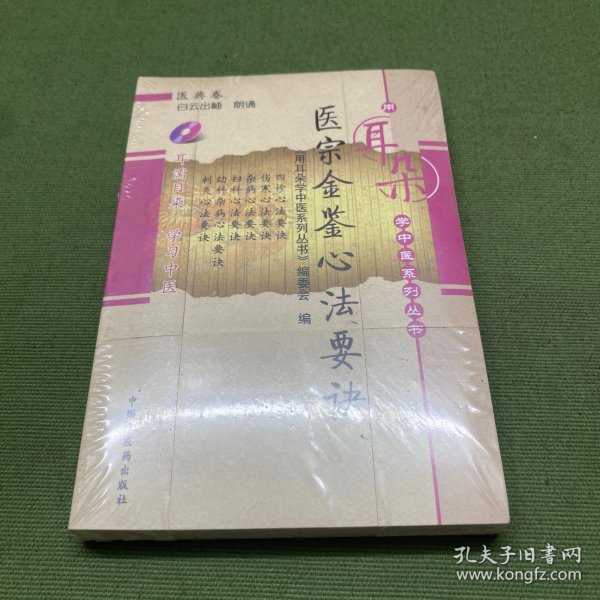 医典卷
白云出岫 朗诵
耳濡目染 学习中医
用
耳朵
学中医系列丛书
医宗金鉴心法要诀
《用耳朵学中医系列丛书》编委会 编
四诊心法要诀
伤寒心法要诀
杂病心法要诀
妇科心法要诀
幼科杂病心法要诀
刺灸心法要诀
中国
医药出版社
孔夫子旧书网
www.kongfz.com